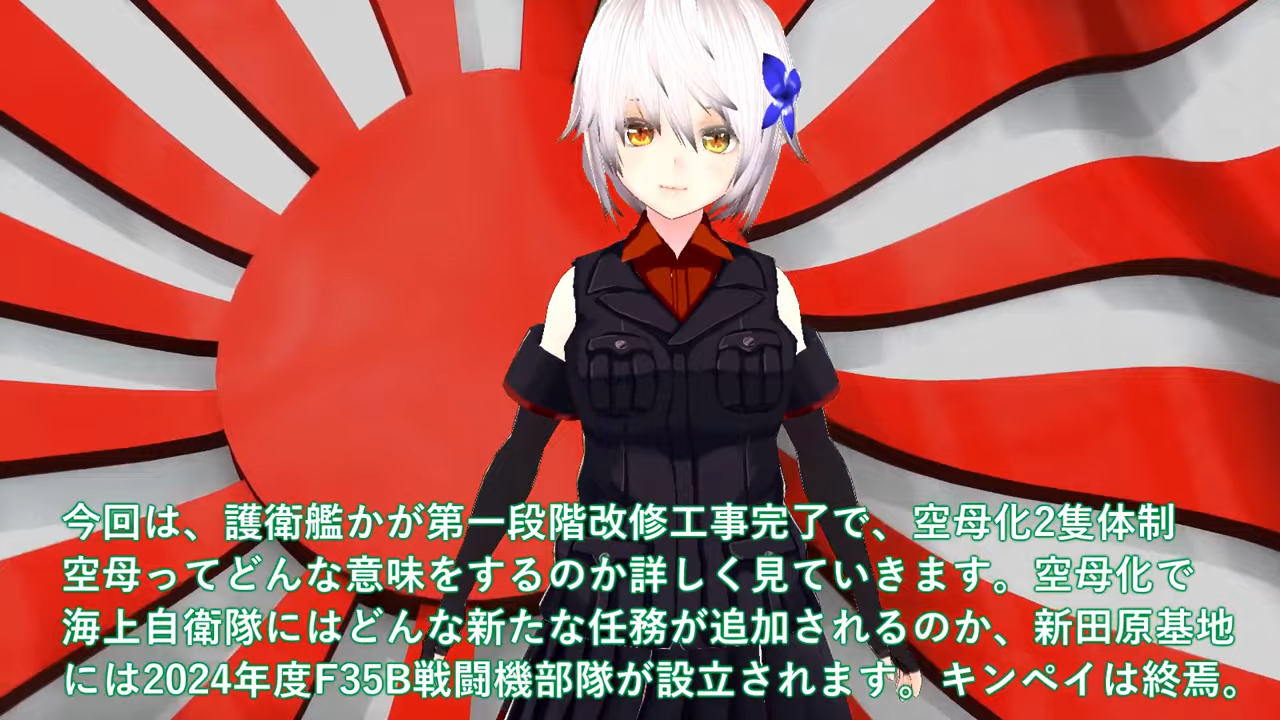 今回は、護衛艦かが第一段階改修工事完了で、空母化2隻体制
空母ってどんな意味をするのか詳しく見ていきます。空母化で
海上自衛隊にはどんな新たな任務が追加されるのか、新田原基地
には2024年度F35B戦闘機部隊が設立されます。キンペイは終焉。